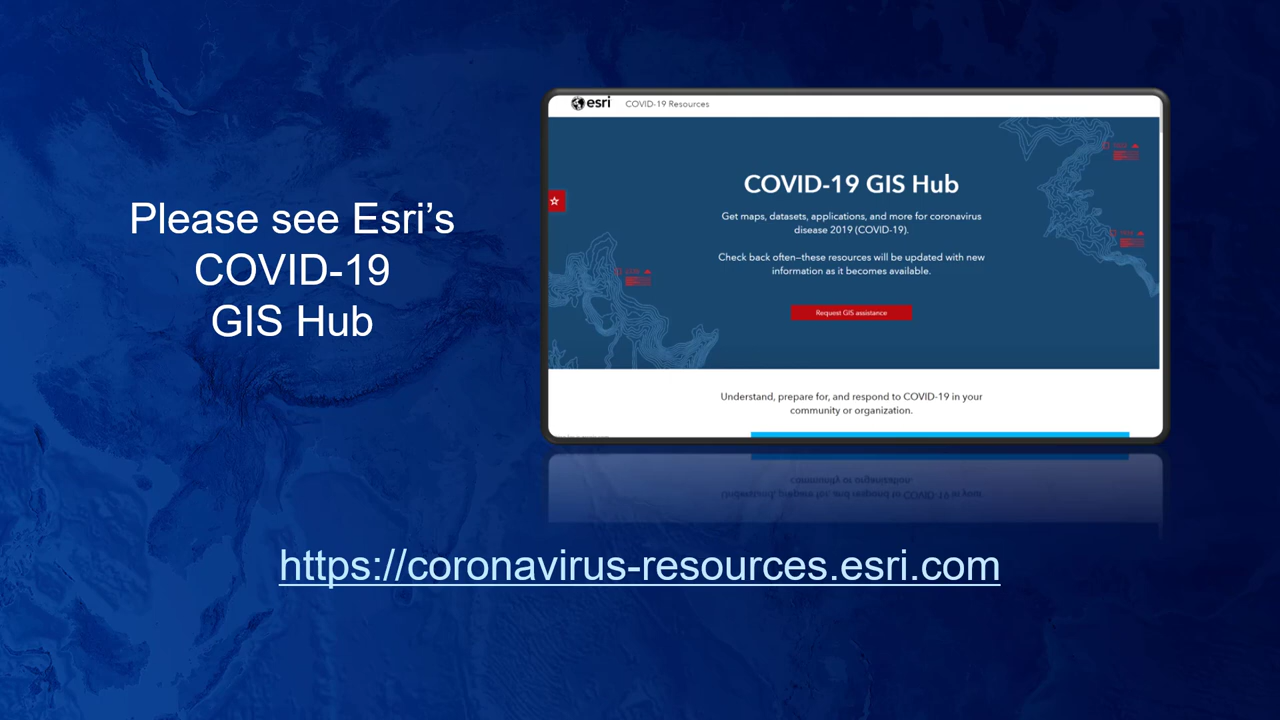 Please see Esri's
COVID-19
GIS Hub
esri COVID-19 Resources
COVID-19 GIS Hub
Get maps, datasets, applications, and more for coronavirus
disease 2019 (COVID-19).
Check back often—these resources will be updated with new
information as it becomes available.
Request GIS assistance
Understand, prepare for, and respond to COVID-19 in your
community or organization.
https://coronavirus-resources.esri.com